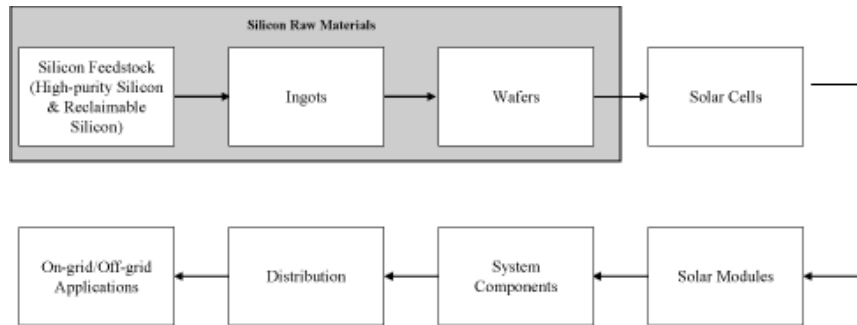 Silicon Raw Materials
Silicon Feedstock
(High-purity Silicon
& Reclaimable
Silicon)
Ingots
Wafers
Solar Cells
On-grid/Off-grid
Applications
Distribution
System
Components
Solar Modules